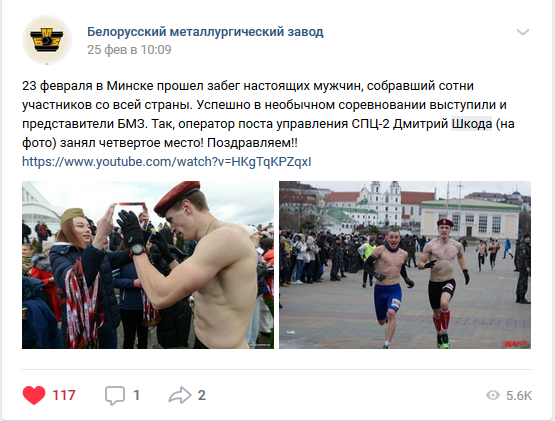 Белорусский металлургический завод
25 фев в 10:09
23 февраля в Минске прошел забег настоящих мужчин, собравший сотни
участников со всей страны. Успешно в необычном соревновании выступили и
представители БМЗ. Так, оператор поста управления СПЦ-2 Дмитрий Шкода (на
фото) занял четвертое место! Поздравляем!!
https://www.youtube.com/watch?v=HKgTqKPZqxI
117
1
2
5.6K